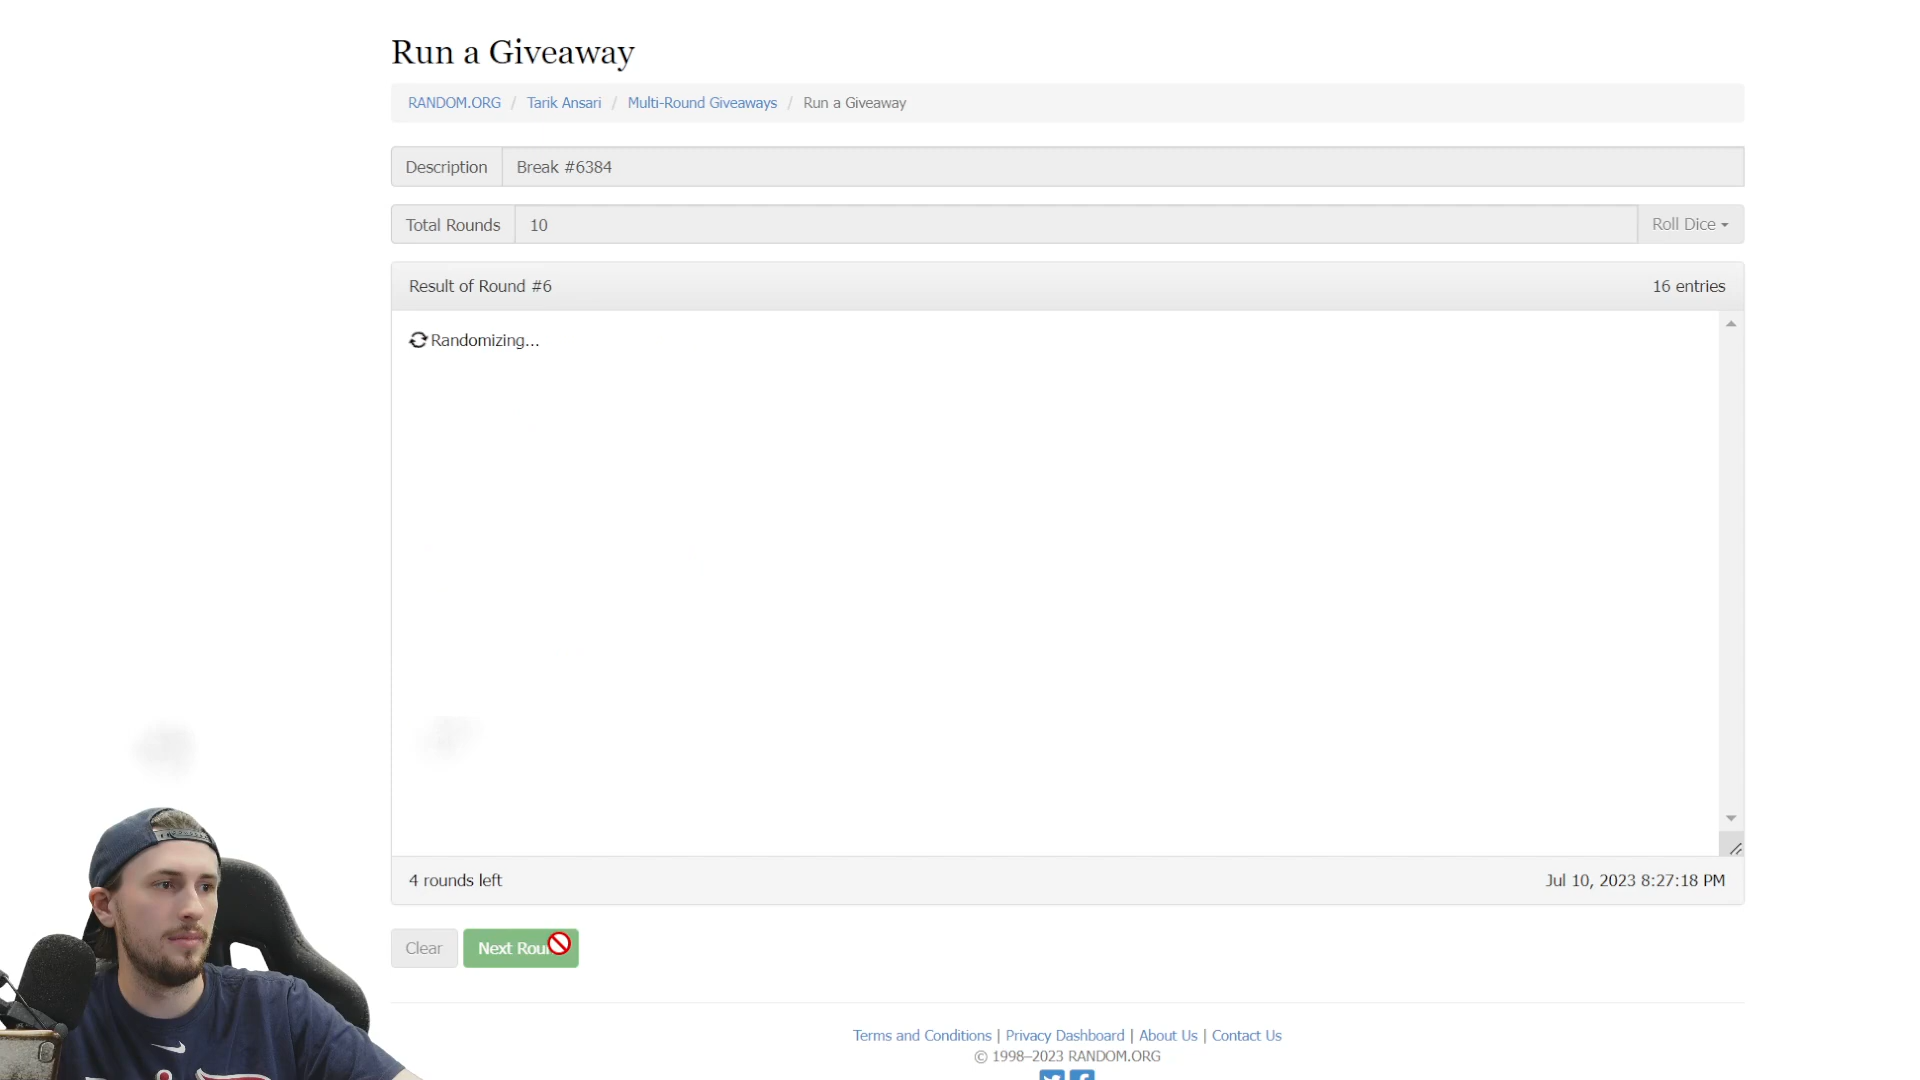 Run a Giveaway
RANDOM.ORG / Tarik Ansari / Multi-Round Giveaways / Run a Giveaway
Description Break #6384
Total Rounds 10 Roll Dice
Result of Round #6 16 entries
Randomizing...
4 rounds left Jul 10, 2023 8:27:18 PM
Clear Next
Terms and Conditions | Privacy Dashboard | About Us | Contact Us
© 1998–2023 RANDOM.ORG